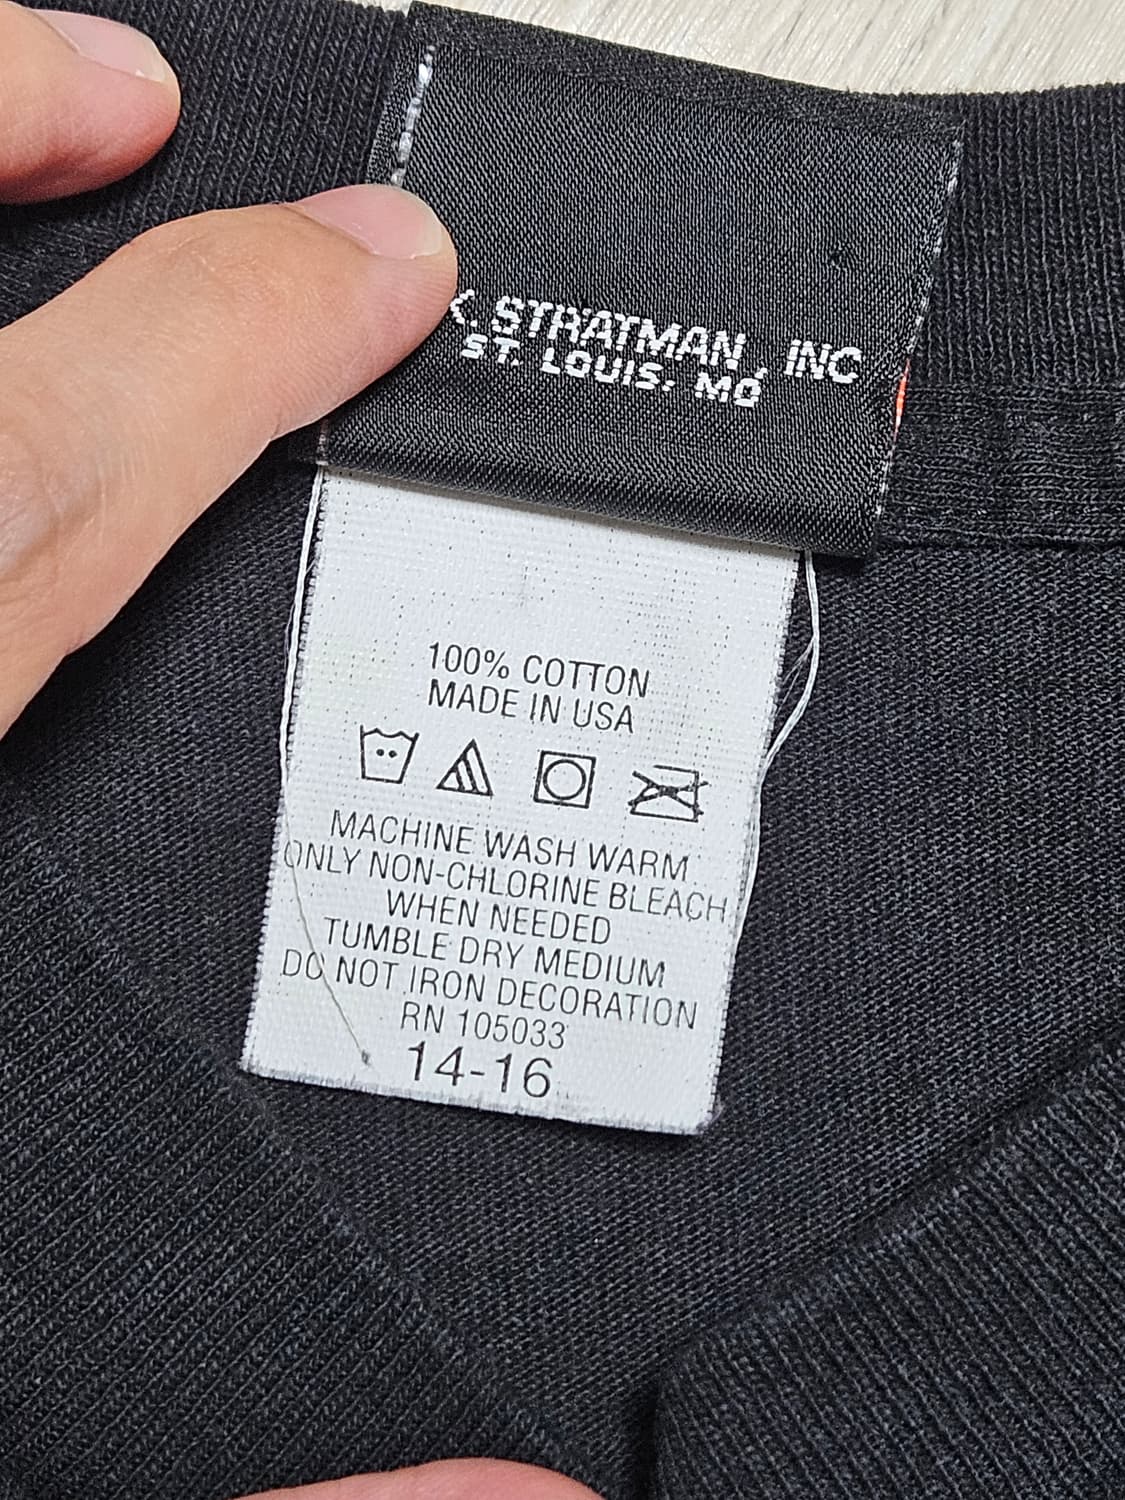 K. STRATMAN, INC
ST. LOUIS, MO
100% COTTON
MADE IN USA
MACHINE WASH WARM
ONLY NON-CHLORINE BLEACH
WHEN NEEDED
TUMBLE DRY MEDIUM
DO NOT IRON DECORATION
RN 105033
14-16